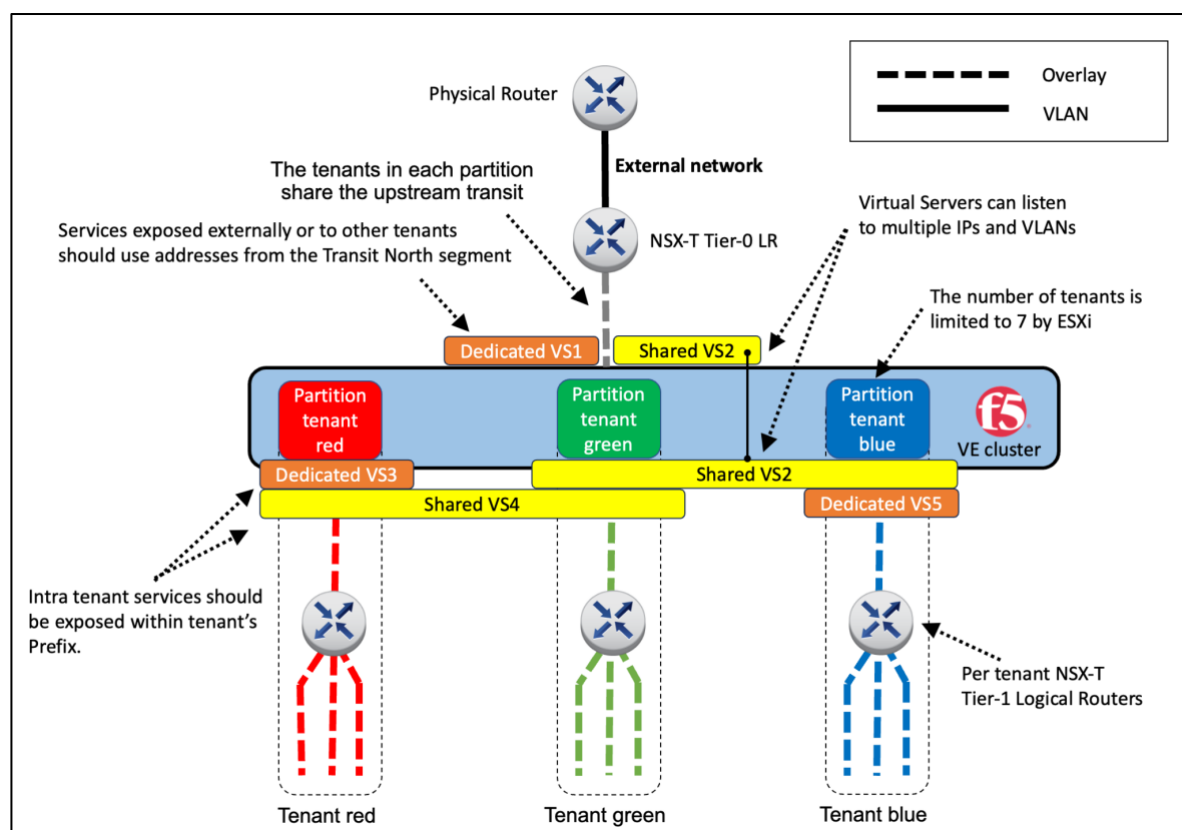 Overlay
VLAN
Physical Router
External network
The tenants in each partition
share the upstream transit
Services exposed externally or to other tenants
should use addresses from the Transit North segment
NSX-T Tier-0 LR
Virtual Servers can listen
to multiple IPs and VLANs
The number of tenants is
limited to 7 by ESXi
Dedicated VS1
Shared VS2
Partition
tenant
red
Partition
tenant
green
Partition
tenant
blue
f5
VE cluster
Dedicated VS3
Shared VS2
Shared VS4
Dedicated VS5
Intra tenant services should
be exposed within tenant’s
Prefix.
Per tenant NSX-T
Tier-1 Logical Routers
Tenant red
Tenant green
Tenant blue